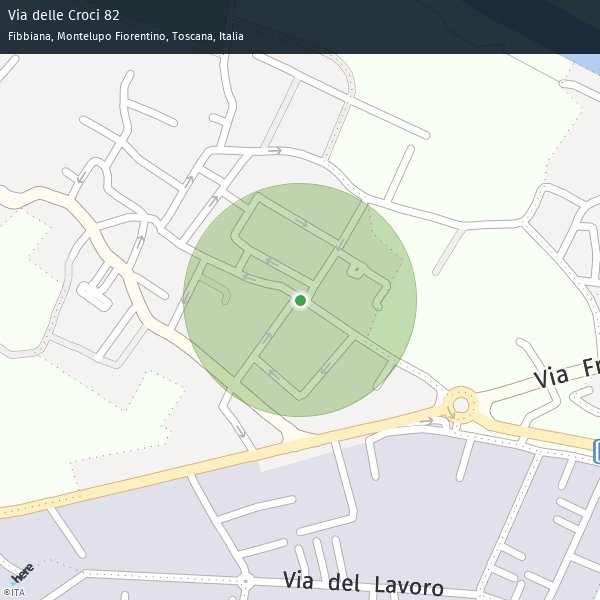 Via delle Croci 82
Fibbiana, Montelupo Fiorentino, Toscana, Italia
Via Fr
Via del Lavoro
here
©ITA